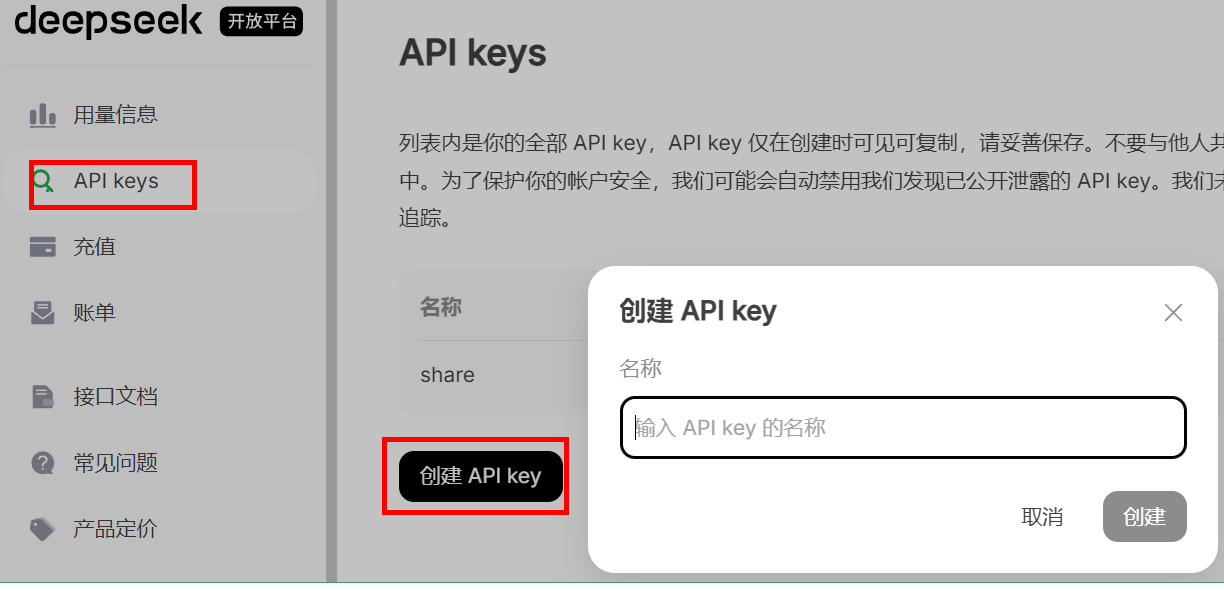 deepseek 开放平台
用量信息
API keys
充值
账单
接口文档
常见问题
产品定价
API keys
列表内是你的全部 API key，API key 仅在创建时可见可复制，请妥善保存。不要与他人共
中。为了保护你的帐户安全，我们可能会自动禁用我们发现已公开泄露的 API key。我们未
追踪。
名称
share
创建 API key
创建 API key
名称
输入 API key 的名称
取消
创建